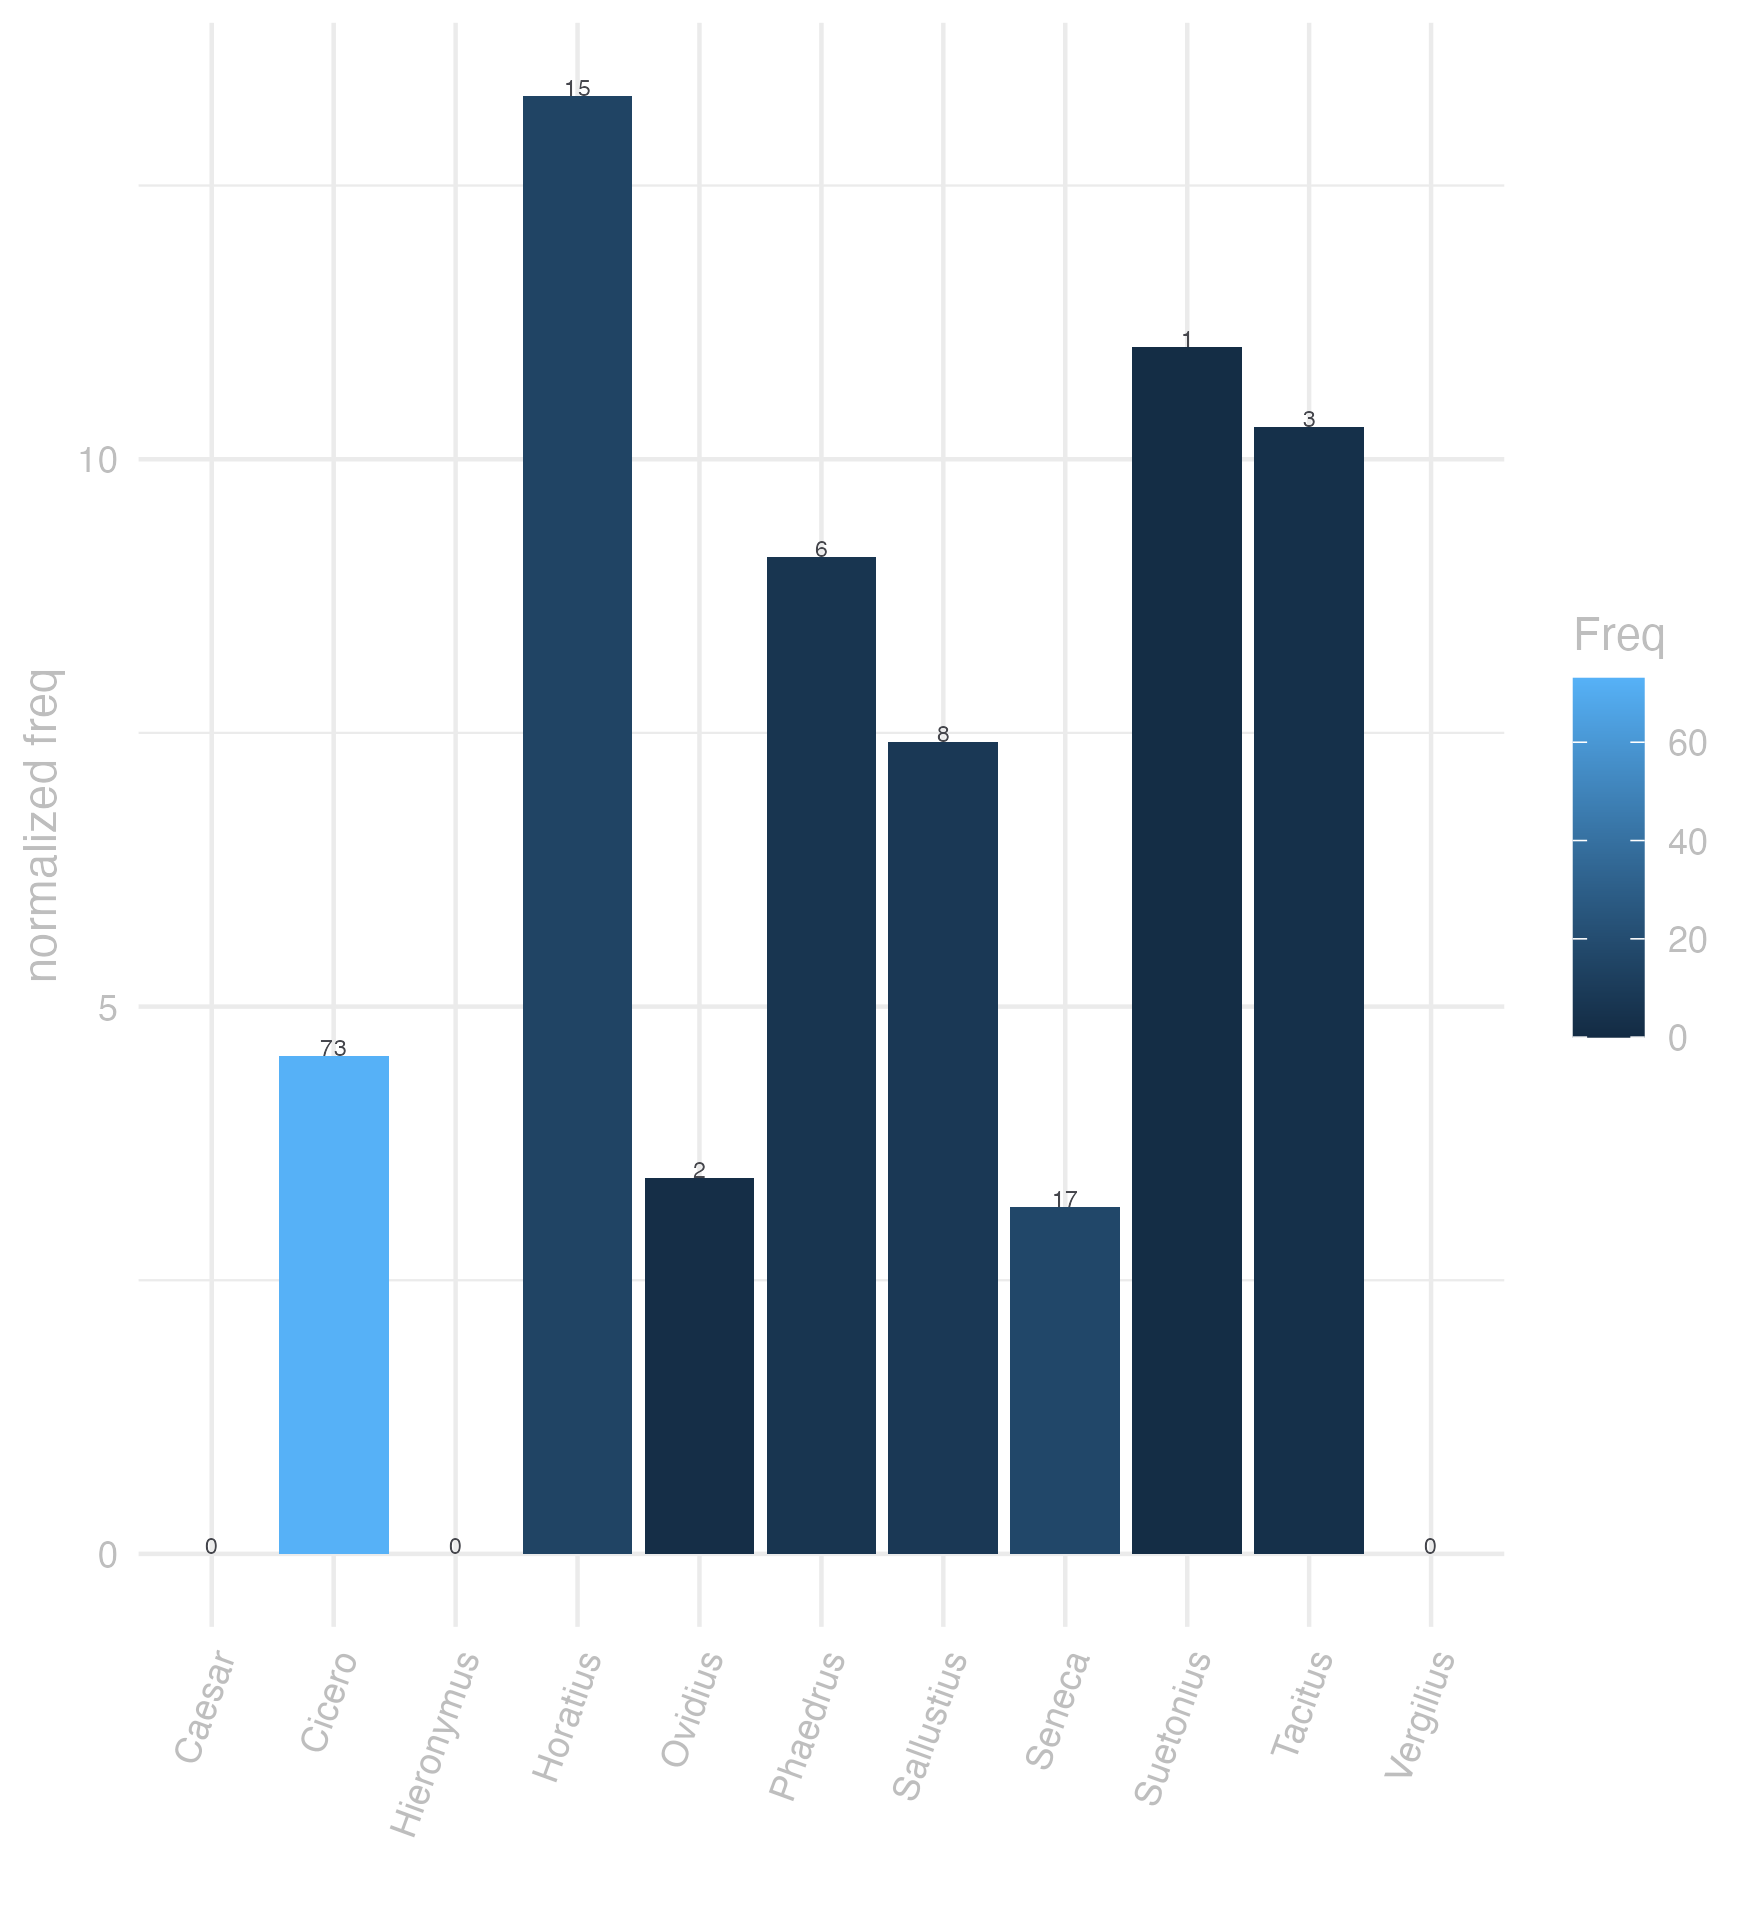 15
1
3
10
6
8
Freq
60
40
20
0
normalized freq
5
73
2
17
0
0
0
0
Caesar
Cicero
Hieronymus
Horatius
Ovidius
Phaedrus
Sallustius
Seneca
Suetonius
Tacitus
Vergilius